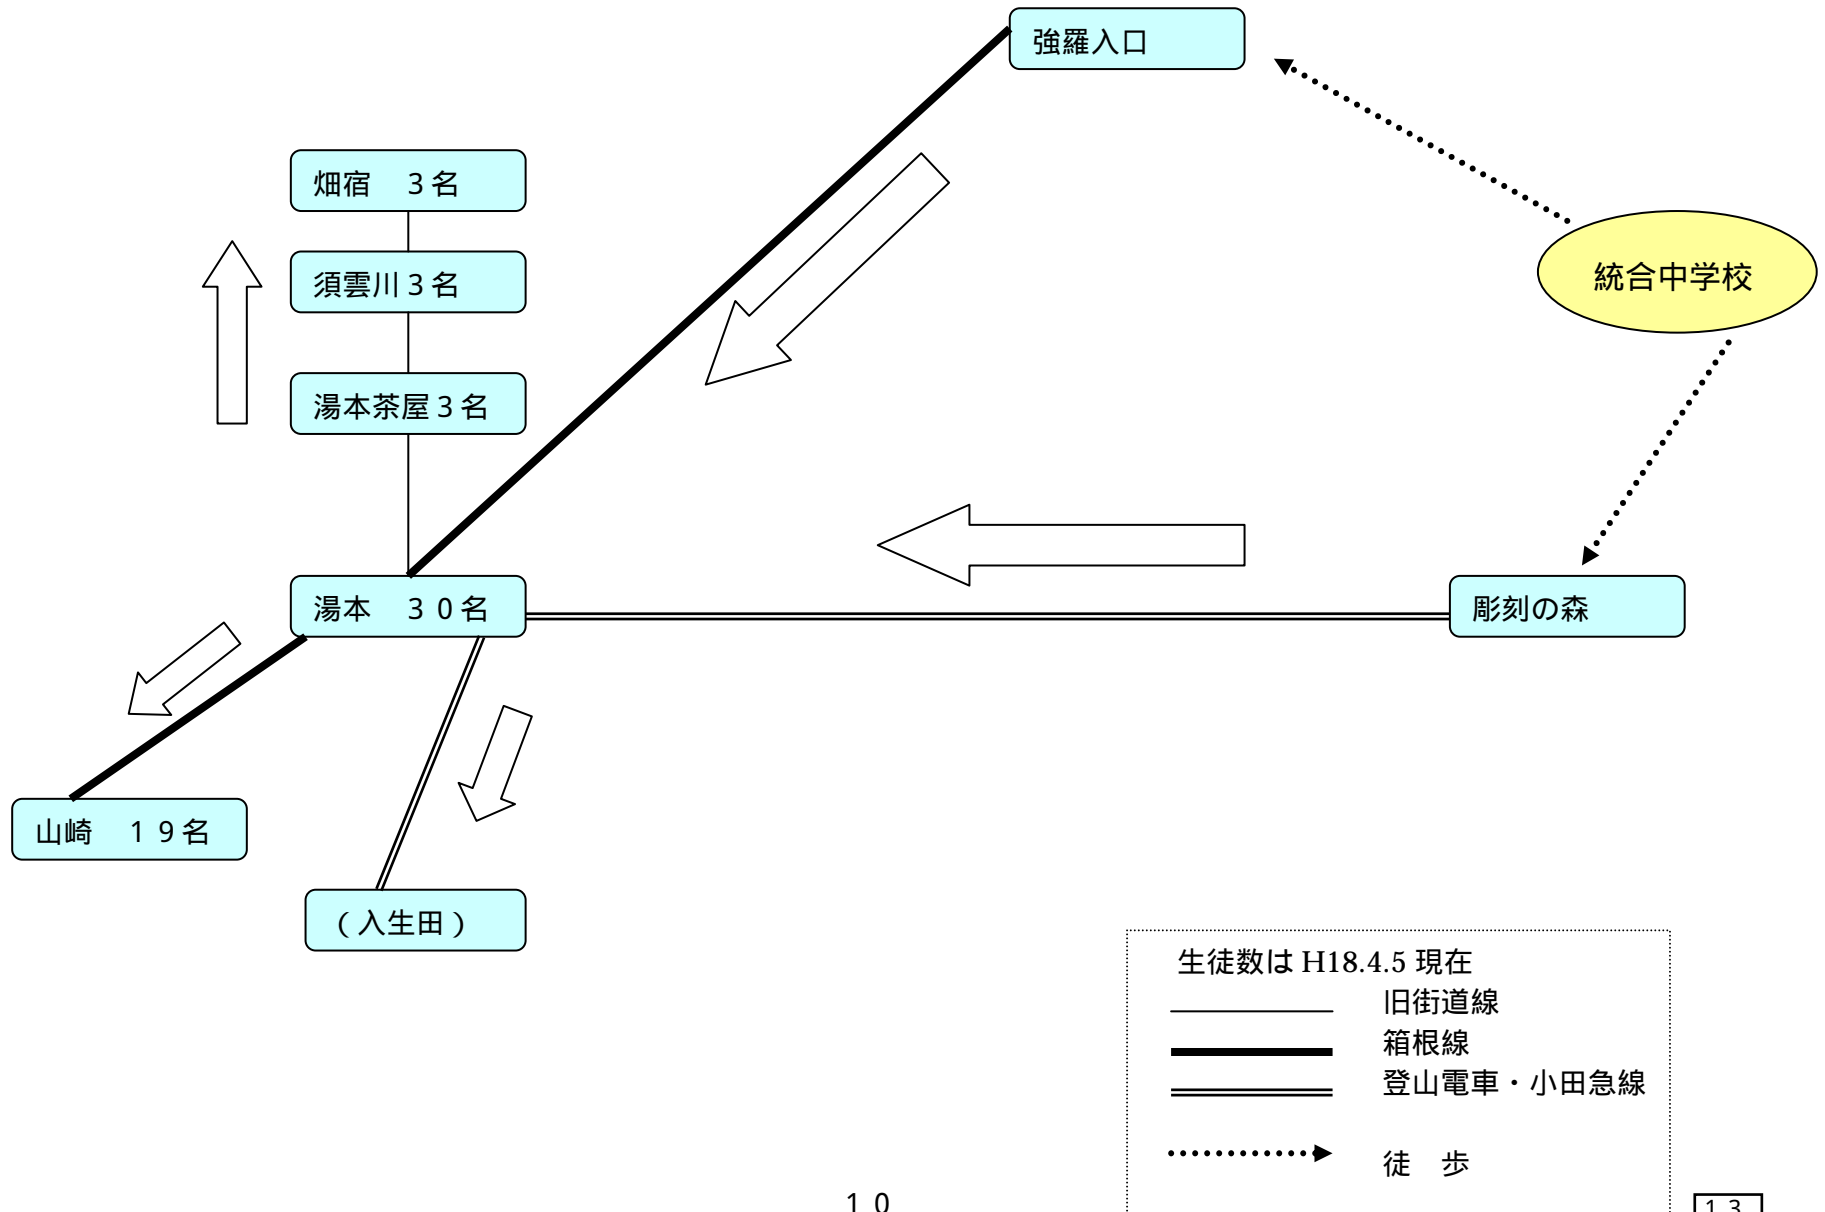 強羅入口
畑宿　３名
須雲川３名
統合中学校
湯本茶屋３名
湯本　３０名
彫刻の森
山崎　１９名
（入生田）
生徒数は H18.4.5 現在
旧街道線
箱根線
登山電車・小田急線
徒　歩
１０
１３